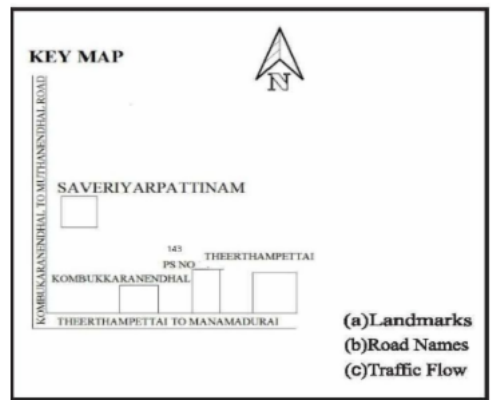 KEY MAP
N
KOMBUKARANENDHAL TO MUTHANENDHAL ROAD
SAVERIYARPATTINAM
143
THEERTHAMPETTAI
PS NO
KOMBUKKARANENDHAL
THEERTHAMPETTAI TO MANAMADURAI
(a)Landmarks
(b)Road Names
(c)Traffic Flow